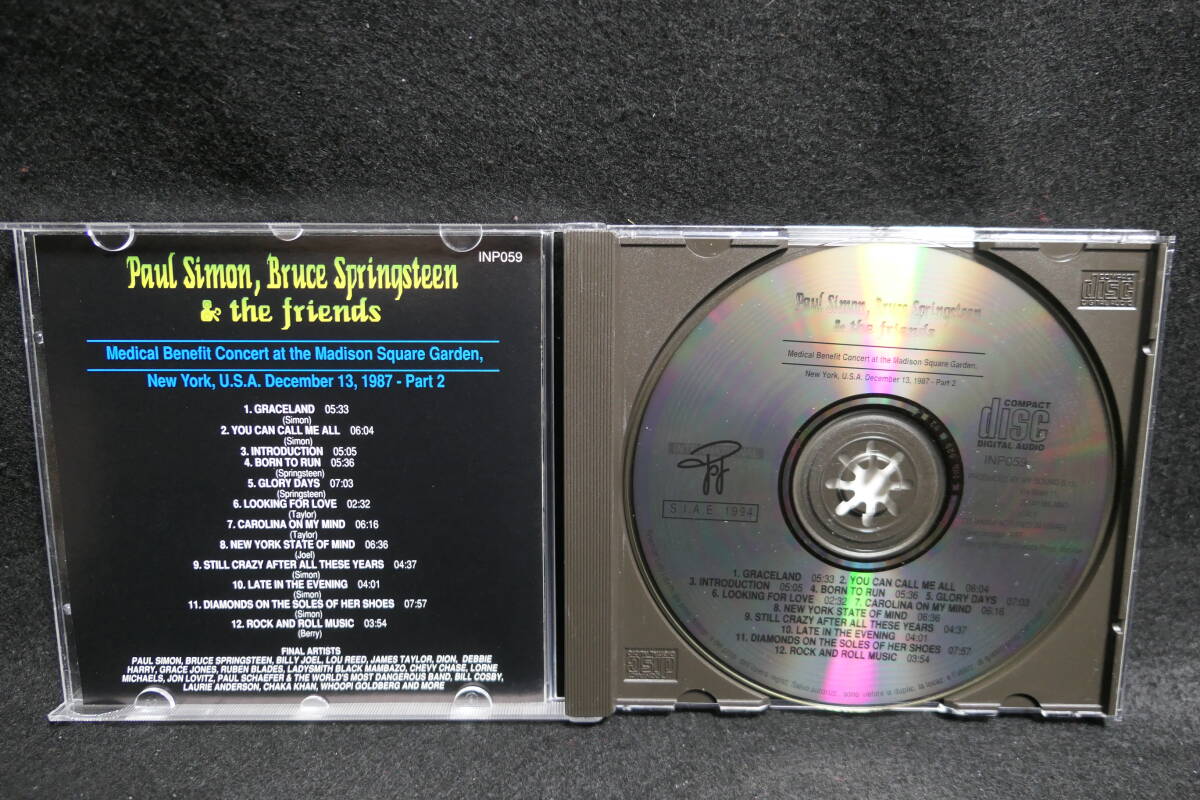 INP059
Paul Simon, Bruce Springsteen
& the friends
Medical Benefit Concert at the Madison Square Garden,
New York, U.S.A. December 13, 1987 - Part 2
1. GRACELAND 05:33
(Simon)
2. YOU CAN CALL ME ALL 06:04
(Simon)
3. INTRODUCTION 05:05
4. BORN TO RUN 05:36
(Springsteen)
5. GLORY DAYS 07:03
(Springsteen)
6. LOOKING FOR LOVE 02:32
(Taylor)
7. CAROLINA ON MY MIND 06:16
(Taylor)
8. NEW YORK STATE OF MIND 06:36
(Joel)
9. STILL CRAZY AFTER ALL THESE YEARS 04:37
(Simon)
10. LATE IN THE EVENING 04:01
(Simon)
11. DIAMONDS ON THE SOLES OF HER SHOES 07:57
(Simon)
12. ROCK AND ROLL MUSIC 03:54
(Berry)
FINAL ARTISTS
PAUL SIMON, BRUCE SPRINGSTEEN, BILLY JOEL, LOU REED, JAMES TAYLOR, DION, DEBBIE
HARRY, GRACE JONES, RUBEN BLADES, LADYSMITH BLACK MAMBAZO, CHEVY CHASE, LORNE
MICHAELS, JON LOVITZ, PAUL SCHAEFER & THE WORLD'S MOST DANGEROUS BAND, BILL COSBY,
LAURIE ANDERSON, CHAKA KHAN, WHOOPI GOLDBERG AND MORE
Paul Simon, Bruce Springsteen
& the friends
Medical Benefit Concert at the Madison Square Garden,
New York, U.S.A. December 13, 1987 - Part 2
COMPACT
disc
DIGITAL AUDIO
INP059
S.I.A.E. 1994
1. GRACELAND 05:33 2. YOU CAN CALL ME ALL 06:04
3. INTRODUCTION 05:05 4. BORN TO RUN 05:36 5. GLORY DAYS 07:03
6. LOOKING FOR LOVE 02:32 7. CAROLINA ON MY MIND 06:16
8. NEW YORK STATE OF MIND 06:36
9. STILL CRAZY AFTER ALL THESE YEARS 04:37
10. LATE IN THE EVENING 04:01
11. DIAMONDS ON THE SOLES OF HER SHOES 07:57
12. ROCK AND ROLL MUSIC 03:54
COMPACT
disc
disc